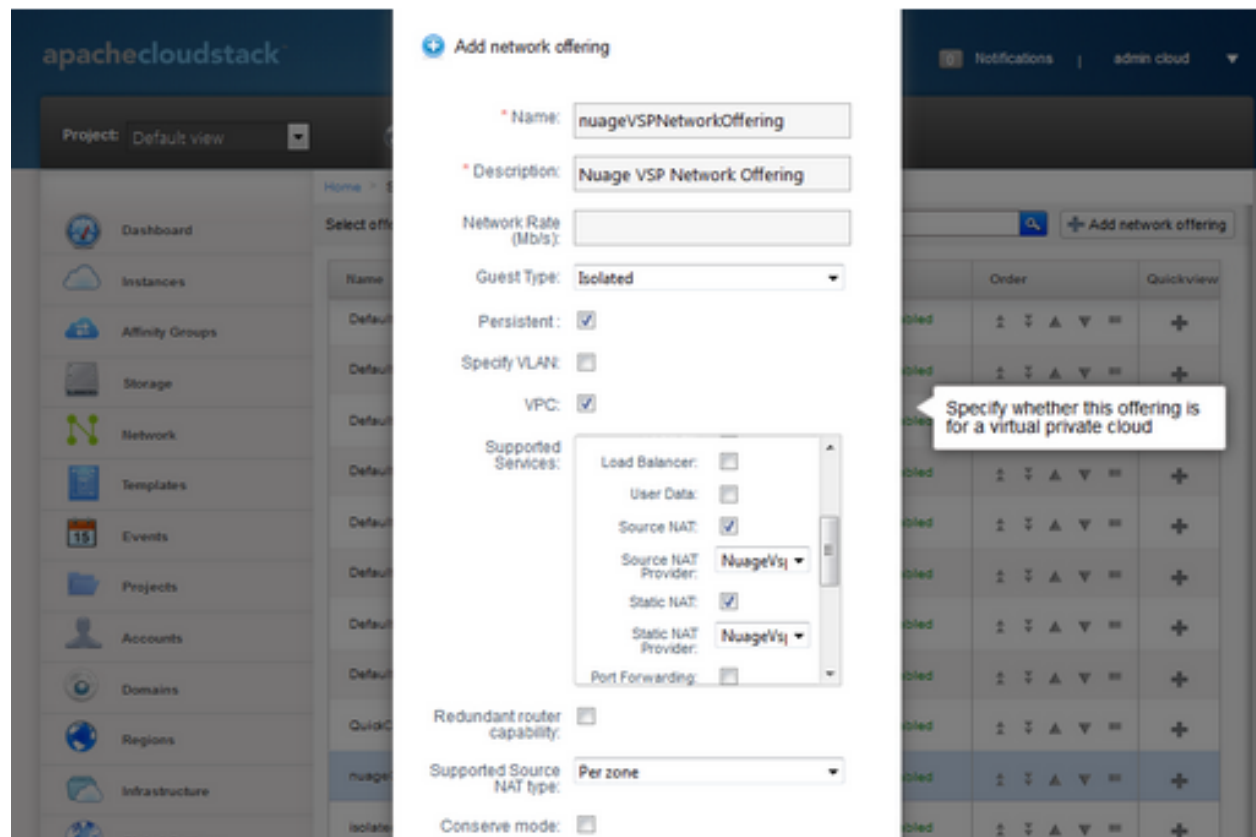 apachecloudstack
Add network offering
0 Notifications | admin cloud
Project: Default view
* Name: nuageVSPNetworkOffering
* Description: Nuage VSP Network Offering
Home >
Network Rate (Mb/s):
Select
Add network offering
Guest Type: Isolated
Name
Order
Quickview
Persistent:
Specify VLAN:
VPC:
Specify whether this offering is
for a virtual private cloud
Supported
Services:
Load Balancer:
User Data:
Source NAT:
Source NAT
Provider:
Static NAT:
Static NAT
Provider:
Port Forwarding:
Redundant router
capability:
Supported Source
NAT type: Per zone
Conserve mode:
Dashboard
Instances
Affinity Groups
Storage
Network
Templates
15 Events
Projects
Accounts
Domains
Regions
Infrastructure